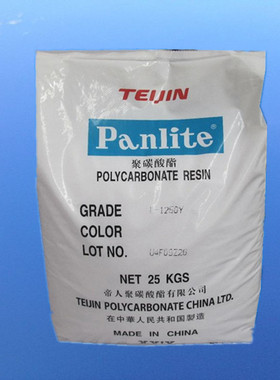 TEIJIN
Panlite®
聚碳酸酯
POLYCARBONATE RESIN
GRADE
COLOR
LOT NO.
NET 25 KGS
帝人聚碳酸酯有限公司
TEIJIN POLYCARBONATE CHINA LTD.
在中華人民共和国製造
MADE IN CHINA